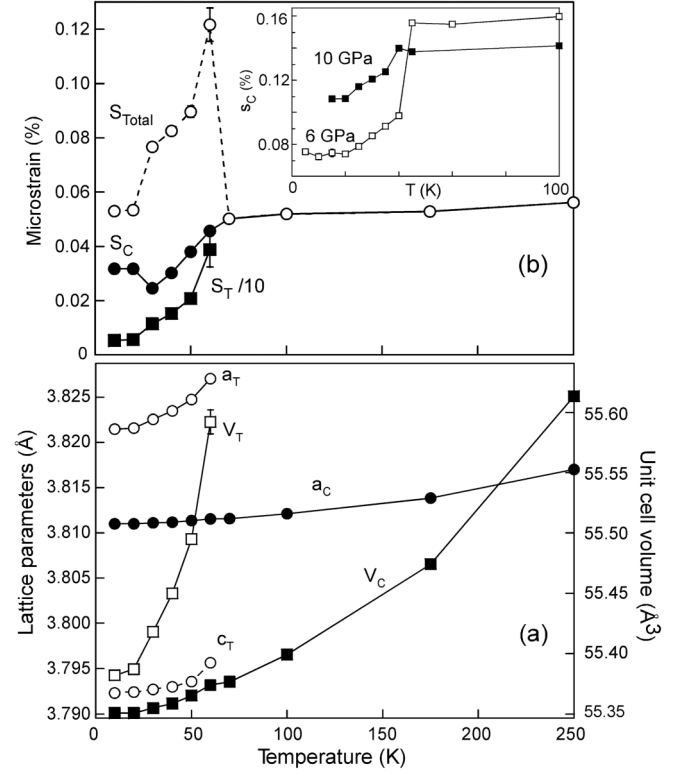 0.12
0.10
0.08
0.06
0.04
0.02
0
Microstrain (%)
S_Total
S_C
S_T /10
(b)
0.16
0.12
0.08
s_C (%)
10 GPa
6 GPa
0
T (K)
100
3.825
3.820
3.815
3.810
3.805
3.800
3.795
3.790
Lattice parameters (Å)
a_T
V_T
a_C
V_C
c_T
(a)
55.60
55.55
55.50
55.45
55.40
55.35
Unit cell volume (Å3)
0
50
100
150
200
250
Temperature (K)